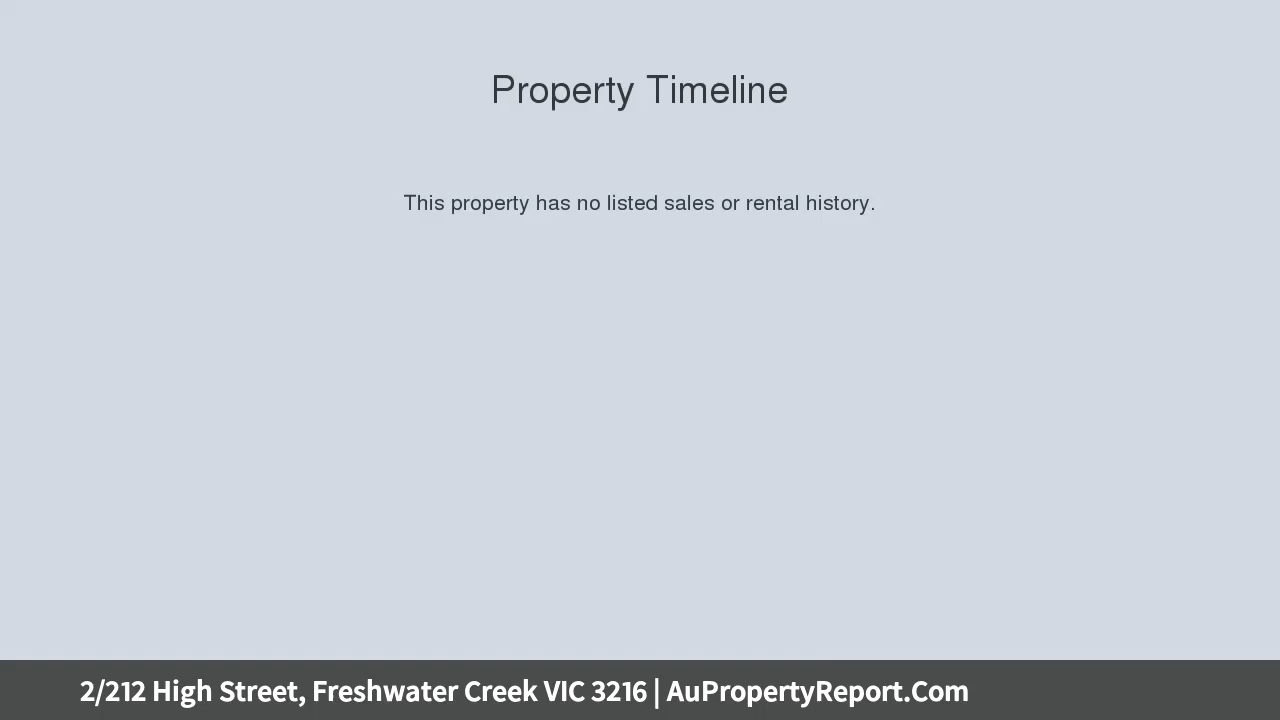 Property Timeline
This property has no listed sales or rental history.
2/212 High Street, Freshwater Creek VIC 3216 | AuPropertyReport.Com